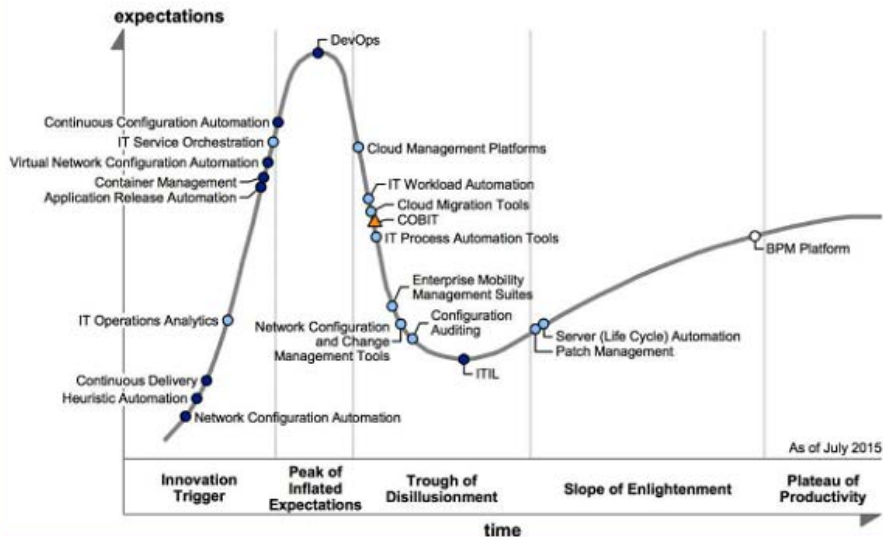 expectations
DevOps
Continuous Configuration Automation
IT Service Orchestration
Virtual Network Configuration Automation
Container Management
Application Release Automation
Cloud Management Platforms
IT Workload Automation
Cloud Migration Tools
COBIT
IT Process Automation Tools
BPM Platform
Enterprise Mobility
Management Suites
IT Operations Analytics
Network Configuration
and Change
Management Tools
Configuration
Auditing
Server (Life Cycle) Automation
Patch Management
ITIL
Continuous Delivery
Heuristic Automation
Network Configuration Automation
As of July 2015
Innovation
Trigger
Peak of
Inflated
Expectations
Trough of
Disillusionment
Slope of Enlightenment
Plateau of
Productivity
time